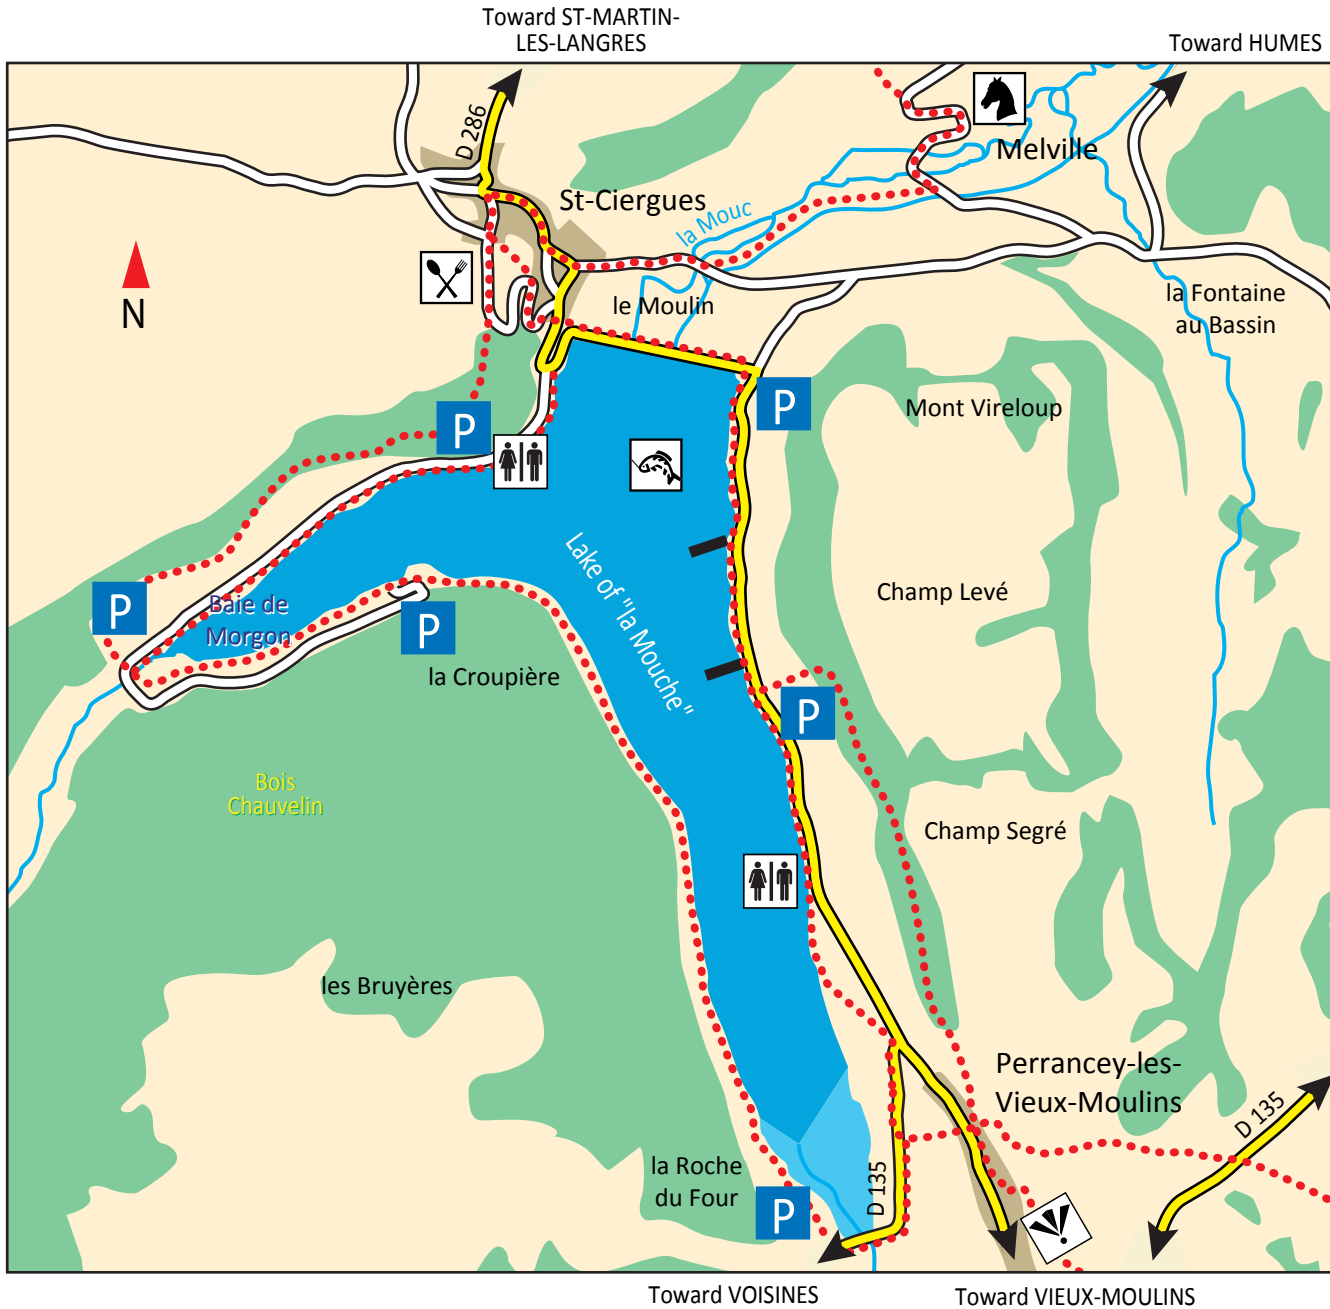 Toward ST-MARTIN-
LES-LANGRES
Toward HUMES
D 286
Melville
St-Ciergues
la Mouc
N
le Moulin
la Fontaine
au Bassin
P
Mont Vireloup
P
Lake of "la Mouche"
Champ Levé
P
Baie de
Morgon
P
la Croupière
P
Bois
Chauvelin
Champ Segré
les Bruyères
Perrancey-les-
Vieux-Moulins
D 135
la Roche
du Four
D 135
P
Toward VOISINES
Toward VIEUX-MOULINS